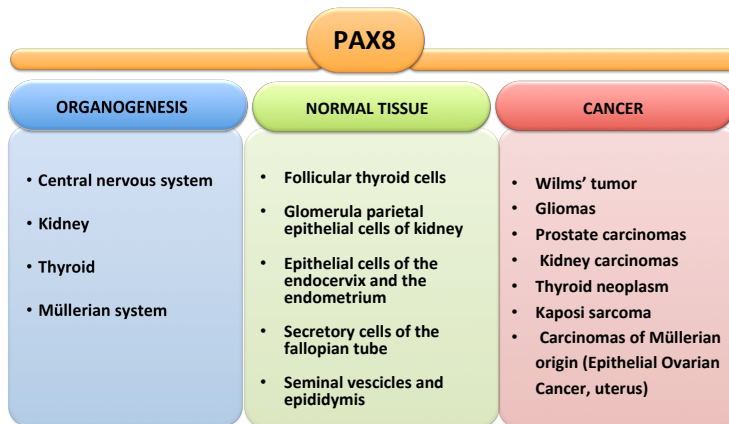 PAX8
ORGANOGENESIS
• Central nervous system
• Kidney
• Thyroid
• Müllerian system
NORMAL TISSUE
• Follicular thyroid cells
• Glomerula parietal
epithelial cells of kidney
• Epithelial cells of the
endocervix and the
endometrium
• Secretory cells of the
fallopian tube
• Seminal vescicles and
epididymis
CANCER
• Wilms’ tumor
• Gliomas
• Prostate carcinomas
• Kidney carcinomas
• Thyroid neoplasm
• Kaposi sarcoma
• Carcinomas of Müllerian
origin (Epithelial Ovarian
Cancer, uterus)